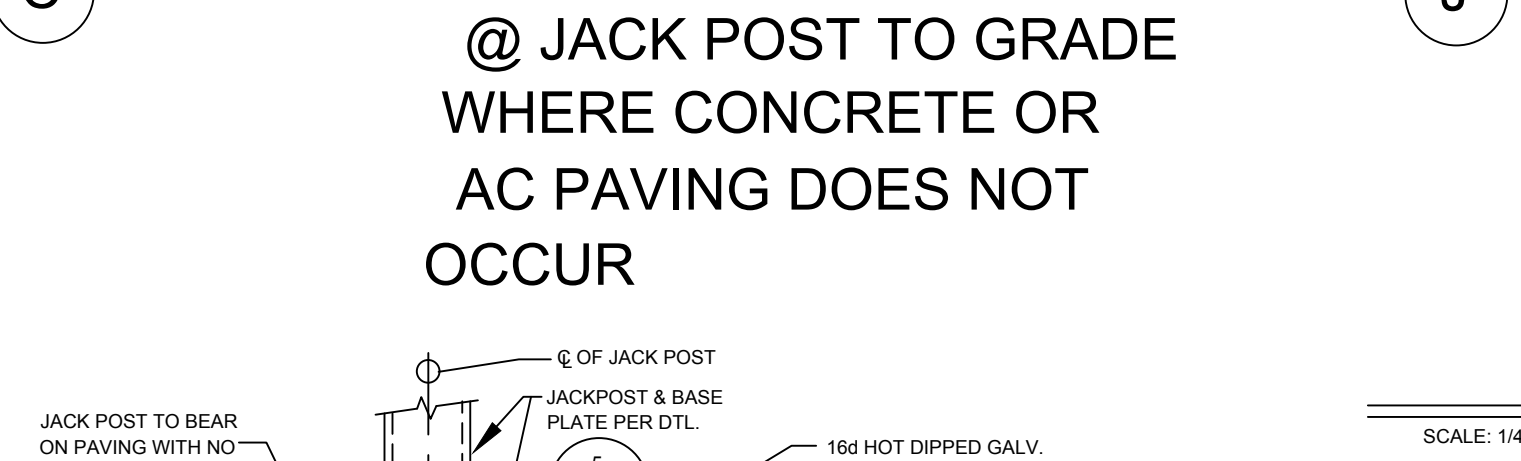 @ JACK POST TO GRADE
WHERE CONCRETE OR
AC PAVING DOES NOT
OCCUR
℄ OF JACK POST
JACKPOST & BASE
PLATE PER DTL.
JACK POST TO BEAR
ON PAVING WITH NO
16d HOT DIPPED GALV.
SCALE: 1/4